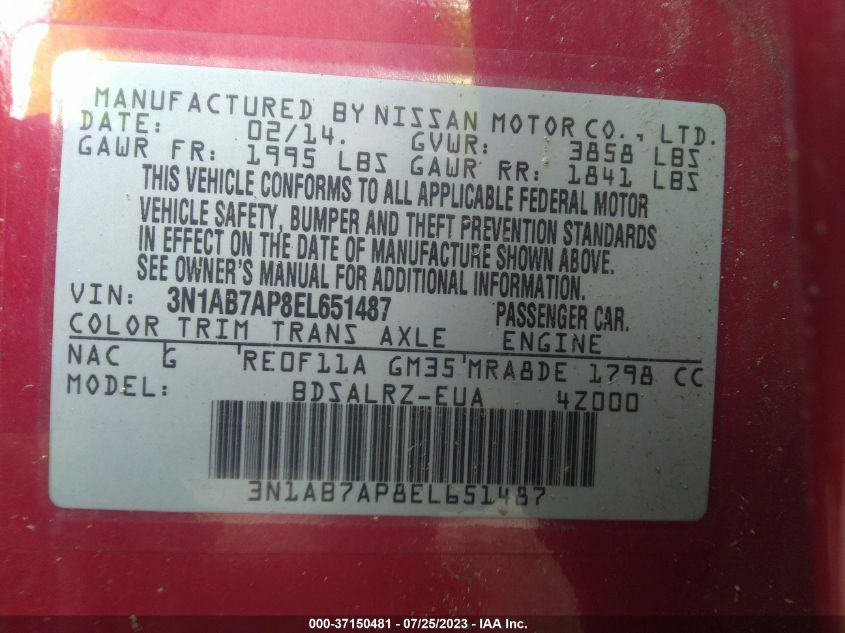 MANUFACTURED BY NISSAN MOTOR CO., LTD.
DATE: 02/14. GVWR: 3858 LBS
GAWR FR: 1995 LBS GAWR RR: 1841 LBS
THIS VEHICLE CONFORMS TO ALL APPLICABLE FEDERAL MOTOR
VEHICLE SAFETY, BUMPER AND THEFT PREVENTION STANDARDS
IN EFFECT ON THE DATE OF MANUFACTURE SHOWN ABOVE.
SEE OWNER'S MANUAL FOR ADDITIONAL INFORMATION.
VIN: 3N1AB7AP8EL651487 PASSENGER CAR.
COLOR TRIM TRANS AXLE ENGINE
NAC G RE0F11A GM35 MRA8DE 1798 CC
MODEL: BDSALRZ-EUA 4Z000
3N1AB7AP8EL651487
000-37150481 - 07/25/2023 - IAA Inc.